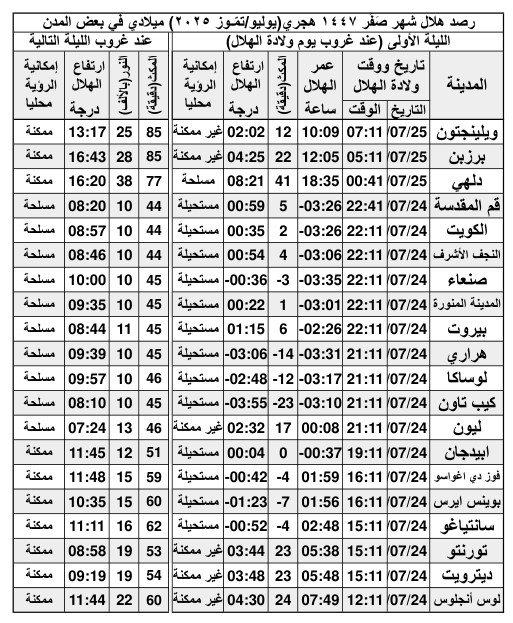 رصد هلال شهر صَفَر ١٤٤٧ هجري(يوليو/تمّـوز ٢٠٢٥) ميلادي في بعض المدن
الليلة الأولى (عند غروب يوم ولادة الهلال) عند غروب الليلة التالية
المدينة تاريخ ووقت ولادة الهلال عمر الهلال ساعة المكث(دقيقة) ارتفاع الهلال درجة إمكانية الرؤية محليا المكث(دقيقة) النور(بالألف) ارتفاع الهلال درجة إمكانية الرؤية محليا
التاريخ الوقت
ويلينجتون 07/25/ 07:11 10:09 12 02:02 غير ممكنة 85 25 13:17 ممكنة
برزبن 07/25/ 05:11 12:05 22 04:25 غير ممكنة 85 28 16:43 ممكنة
دلهي 07/25/ 00:41 18:35 41 08:21 مسلحة 77 38 16:20 ممكنة
قم المقدسة 07/24/ 22:41 -03:26 5 00:59 مستحيلة 44 10 08:20 مسلحة
الكويت 07/24/ 22:11 -03:26 2 00:35 مستحيلة 44 10 08:57 مسلحة
النجف الأشرف 07/24/ 22:11 -03:06 4 00:54 مستحيلة 44 10 08:46 مسلحة
صنعاء 07/24/ 22:11 -03:35 -3 -00:36 مستحيلة 45 10 10:00 مسلحة
المدينة المنورة 07/24/ 22:11 -03:01 1 00:22 مستحيلة 45 10 09:35 مسلحة
بيروت 07/24/ 22:11 -02:26 6 01:15 مستحيلة 45 11 08:44 مسلحة
هراري 07/24/ 21:11 -03:31 -14 -03:06 مستحيلة 45 10 09:39 مسلحة
لوساكا 07/24/ 21:11 -03:17 -12 -02:48 مستحيلة 46 10 09:57 مسلحة
كيب تاون 07/24/ 21:11 -03:10 -23 -03:55 مستحيلة 45 10 08:10 مسلحة
ليون 07/24/ 21:11 00:08 17 02:32 غير ممكنة 46 13 07:24 مسلحة
ابيدجان 07/24/ 19:11 -00:37 0 00:04 مستحيلة 51 12 11:45 ممكنة
فوز دي اغواسو 07/24/ 16:11 01:59 -4 -00:42 مستحيلة 59 15 11:48 ممكنة
بوينس ايرس 07/24/ 16:11 01:56 -7 -01:23 مستحيلة 60 15 10:35 ممكنة
سانتياغو 07/24/ 15:11 02:48 -4 -00:52 مستحيلة 62 16 11:11 ممكنة
تورنتو 07/24/ 15:11 05:38 23 03:44 غير ممكنة 53 19 08:58 ممكنة
ديترويت 07/24/ 15:11 05:38 23 03:48 غير ممكنة 54 19 09:19 ممكنة
لوس أنجلوس 07/24/ 12:11 07:49 24 04:30 غير ممكنة 60 22 11:44 ممكنة